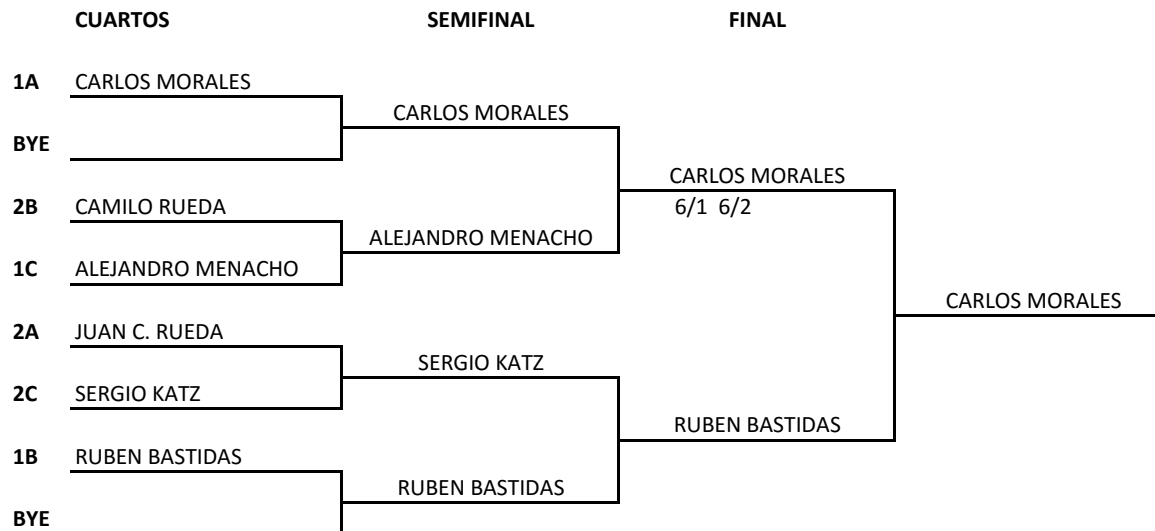 CUARTOS SEMIFINAL FINAL
1A CARLOS MORALES
CARLOS MORALES
BYE
CARLOS MORALES
2B CAMILO RUEDA
6/1 6/2
ALEJANDRO MENACHO
1C ALEJANDRO MENACHO
CARLOS MORALES
2A JUAN C. RUEDA
SERGIO KATZ
2C SERGIO KATZ
RUBEN BASTIDAS
1B RUBEN BASTIDAS
RUBEN BASTIDAS
BYE